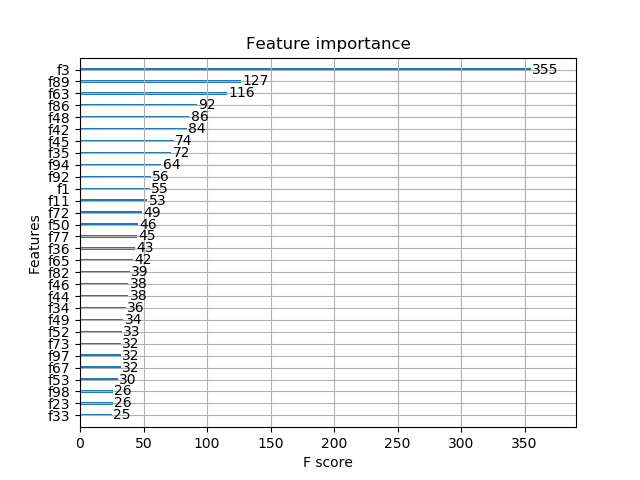 Feature importance
f3 355
f89 127
f63 116
f86 92
f48 86
f42 84
f45 74
f35 72
f94 64
f92 56
f1 55
f11 53
f72 49
f50 46
f77 45
f36 43
f65 42
f82 39
f46 38
f44 38
f34 36
f49 34
f52 33
f73 32
f97 32
f67 32
f53 30
f98 26
f23 26
f33 25
Features
0 50 100 150 200 250 300 350
F score